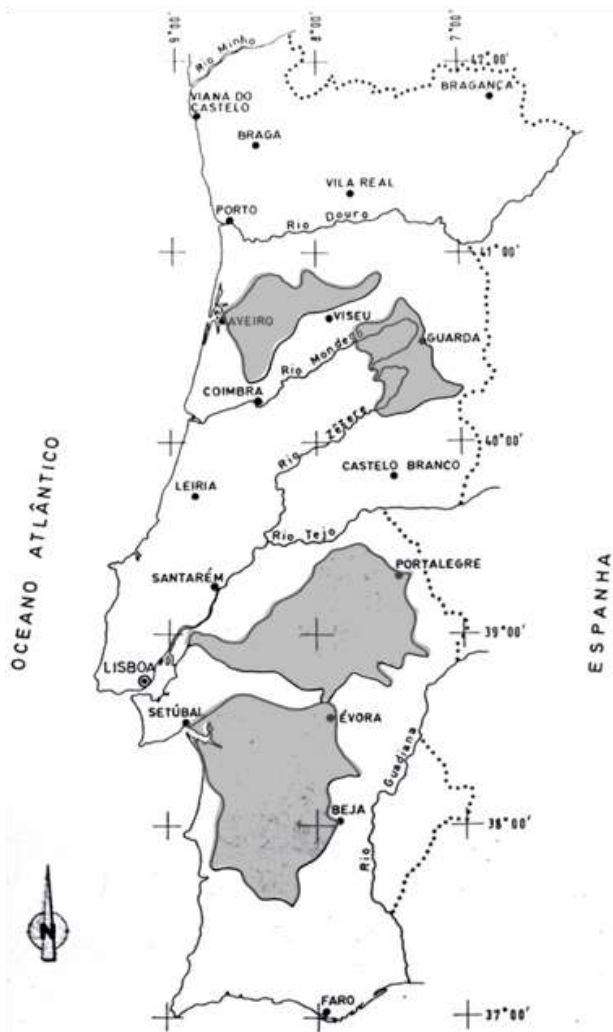 9°00'
8°00'
7°00'
42°00'
Rio Minho
VIANA DO
CASTELO
BRAGANÇA
BRAGA
VILA REAL
PORTO
Rio Douro
41°00'
AVEIRO
VISEU
GUARDA
Rio Mondego
COIMBRA
Rio Zêzere
40°00'
CASTELO BRANCO
LEIRIA
Rio Tejo
OCEANO ATLÂNTICO
ESPANHA
SANTARÉM
PORTALEGRE
39°00'
LISBOA
SETÚBAL
ÉVORA
Rio Guadiana
BEJA
38°00'
N
FARO
37°00'